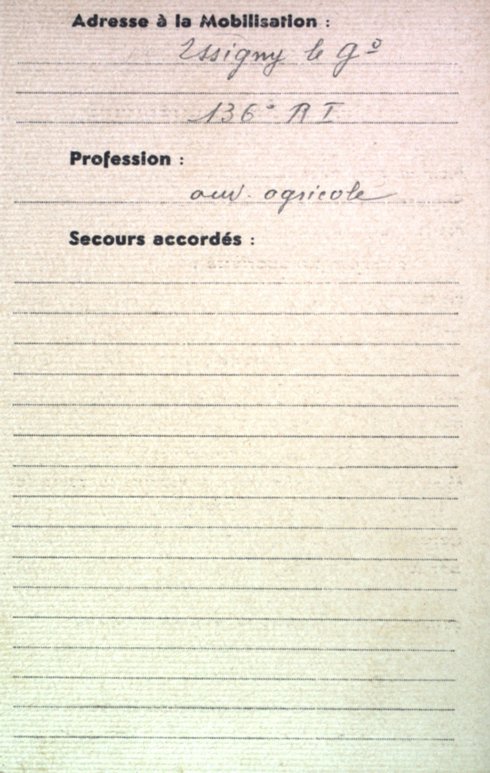 Adresse à la Mobilisation :
Essigny le Gd
136e R I
Profession :
ouv. agricole
Secours accordés :